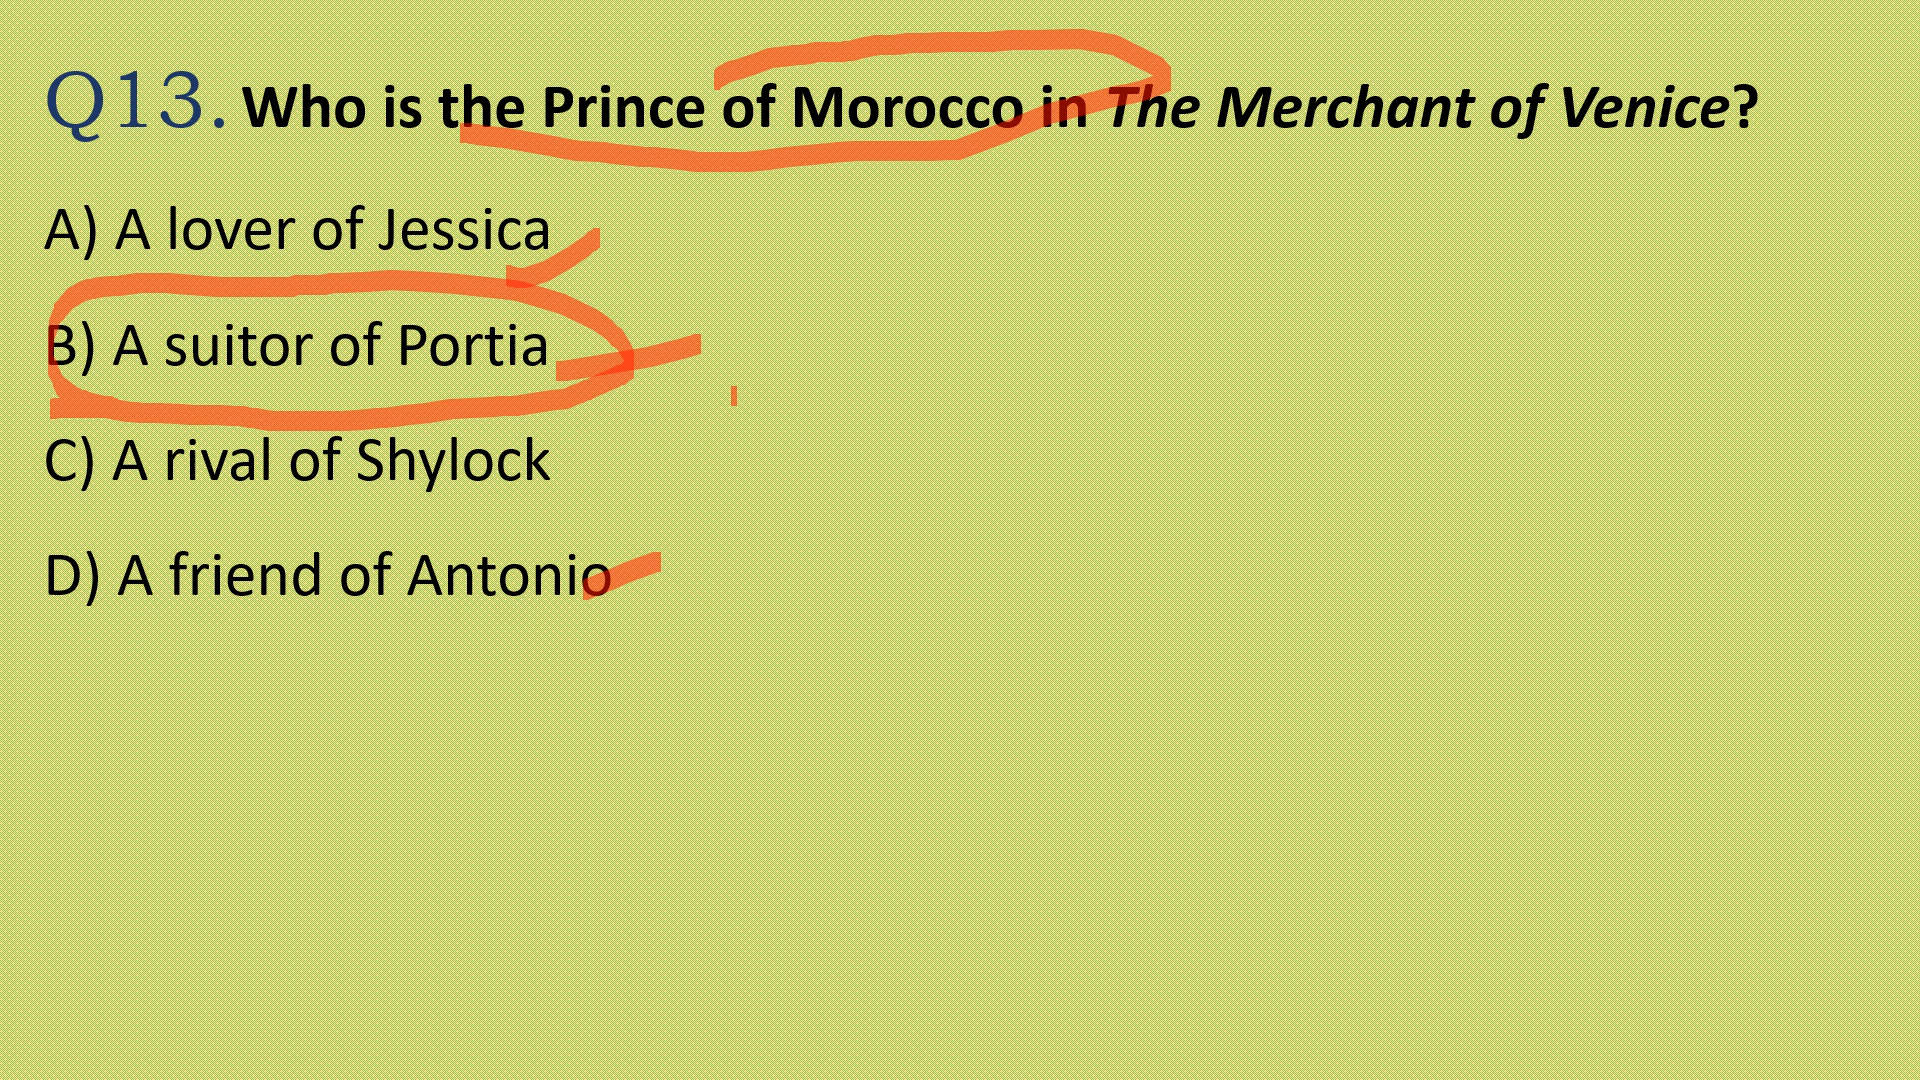 Q13. Who is the Prince of Morocco in The Merchant of Venice?
A) A lover of Jessica
B) A suitor of Portia
C) A rival of Shylock
D) A friend of Antonio